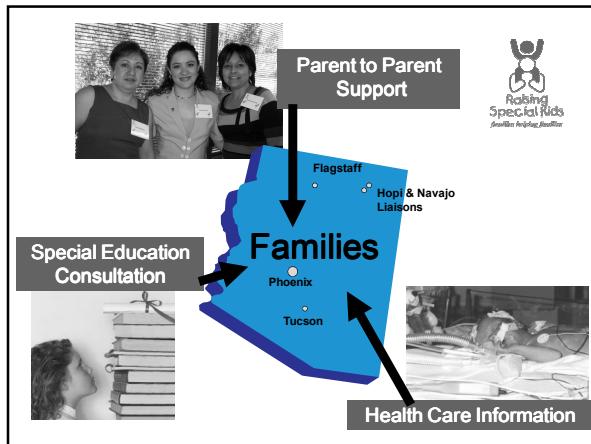 Parent to Parent
Support
Raising
Special Kids
families helping families
Flagstaff
Hopi & Navajo
Liaisons
Special Education
Consultation
Families
Phoenix
Tucson
Health Care Information